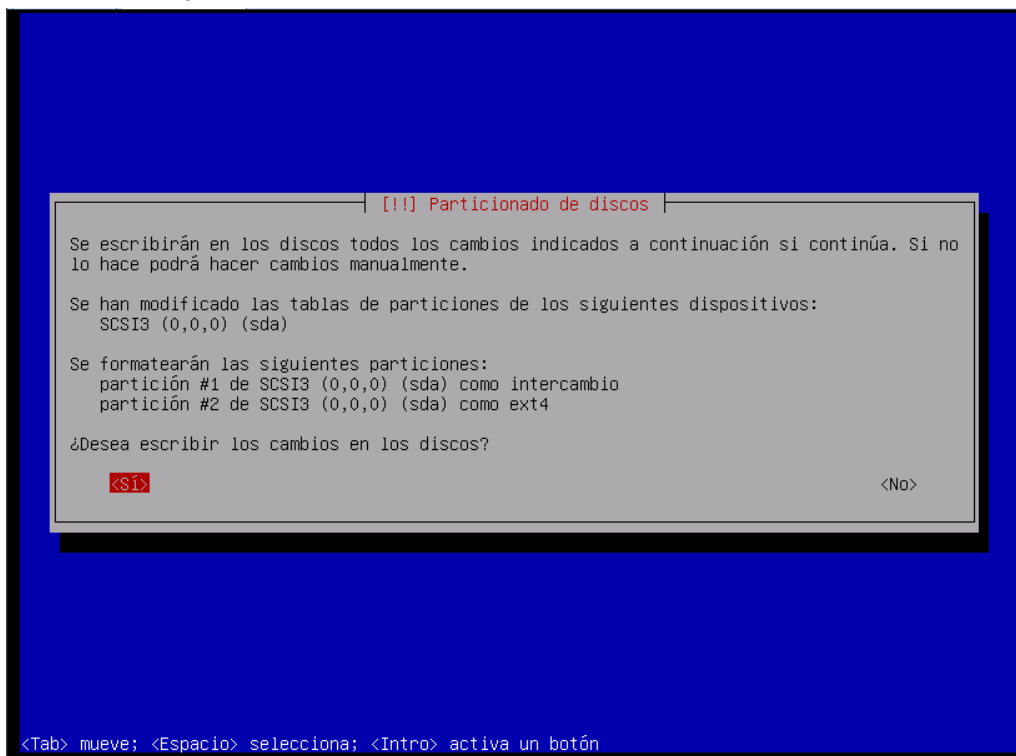 [!!] Particionado de discos
Se escribirán en los discos todos los cambios indicados a continuación si continúa. Si no
lo hace podrá hacer cambios manualmente.
Se han modificado las tablas de particiones de los siguientes dispositivos:
SCSI3 (0,0,0) (sda)
Se formatearán las siguientes particiones:
partición #1 de SCSI3 (0,0,0) (sda) como intercambio
partición #2 de SCSI3 (0,0,0) (sda) como ext4
¿Desea escribir los cambios en los discos?
<Sí> <No>
<Tab> mueve; <Espacio> selecciona; <Intro> activa un botón